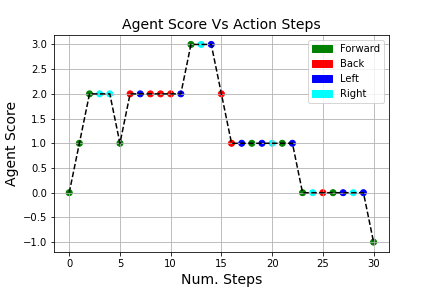 Agent Score Vs Action Steps
3.0
2.5
2.0
1.5
1.0
0.5
0.0
−0.5
−1.0
Agent Score
Forward
Back
Left
Right
0 5 10 15 20 25 30
Num. Steps